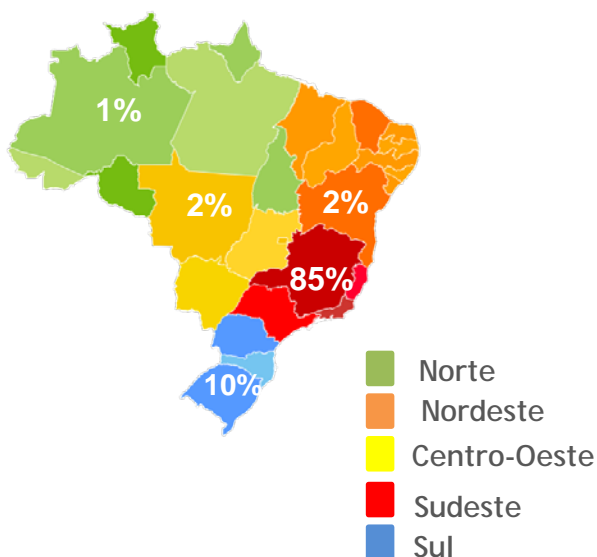 1%
2%
2%
85%
10%
Norte
Nordeste
Centro-Oeste
Sudeste
Sul